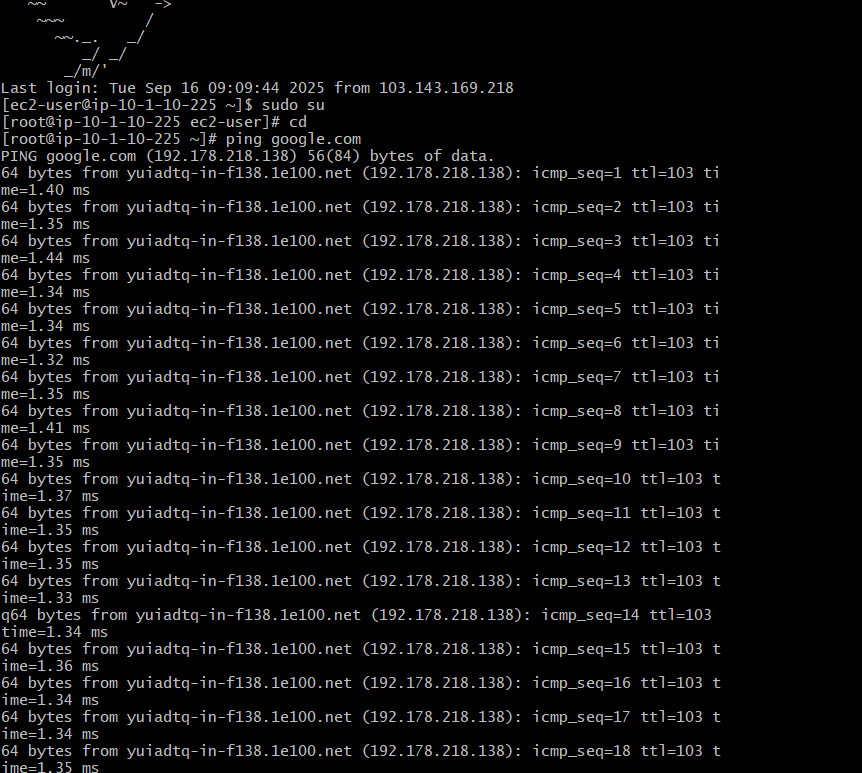 ~~       V~   '->
~~~         /
~~._.   _/
_/ _/
_/m/'
Last login: Tue Sep 16 09:09:44 2025 from 103.143.169.218
[ec2-user@ip-10-1-10-225 ~]$ sudo su
[root@ip-10-1-10-225 ec2-user]# cd
[root@ip-10-1-10-225 ~]# ping google.com
PING google.com (192.178.218.138) 56(84) bytes of data.
64 bytes from yuiadtq-in-f138.1e100.net (192.178.218.138): icmp_seq=1 ttl=103 ti
me=1.40 ms
64 bytes from yuiadtq-in-f138.1e100.net (192.178.218.138): icmp_seq=2 ttl=103 ti
me=1.35 ms
64 bytes from yuiadtq-in-f138.1e100.net (192.178.218.138): icmp_seq=3 ttl=103 ti
me=1.44 ms
64 bytes from yuiadtq-in-f138.1e100.net (192.178.218.138): icmp_seq=4 ttl=103 ti
me=1.34 ms
64 bytes from yuiadtq-in-f138.1e100.net (192.178.218.138): icmp_seq=5 ttl=103 ti
me=1.34 ms
64 bytes from yuiadtq-in-f138.1e100.net (192.178.218.138): icmp_seq=6 ttl=103 ti
me=1.32 ms
64 bytes from yuiadtq-in-f138.1e100.net (192.178.218.138): icmp_seq=7 ttl=103 ti
me=1.35 ms
64 bytes from yuiadtq-in-f138.1e100.net (192.178.218.138): icmp_seq=8 ttl=103 ti
me=1.41 ms
64 bytes from yuiadtq-in-f138.1e100.net (192.178.218.138): icmp_seq=9 ttl=103 ti
me=1.35 ms
64 bytes from yuiadtq-in-f138.1e100.net (192.178.218.138): icmp_seq=10 ttl=103 t
ime=1.37 ms
64 bytes from yuiadtq-in-f138.1e100.net (192.178.218.138): icmp_seq=11 ttl=103 t
ime=1.35 ms
64 bytes from yuiadtq-in-f138.1e100.net (192.178.218.138): icmp_seq=12 ttl=103 t
ime=1.35 ms
64 bytes from yuiadtq-in-f138.1e100.net (192.178.218.138): icmp_seq=13 ttl=103 t
ime=1.33 ms
q64 bytes from yuiadtq-in-f138.1e100.net (192.178.218.138): icmp_seq=14 ttl=103
time=1.34 ms
64 bytes from yuiadtq-in-f138.1e100.net (192.178.218.138): icmp_seq=15 ttl=103 t
ime=1.36 ms
64 bytes from yuiadtq-in-f138.1e100.net (192.178.218.138): icmp_seq=16 ttl=103 t
ime=1.34 ms
64 bytes from yuiadtq-in-f138.1e100.net (192.178.218.138): icmp_seq=17 ttl=103 t
ime=1.34 ms
64 bytes from yuiadtq-in-f138.1e100.net (192.178.218.138): icmp_seq=18 ttl=103 t
ime=1.35 ms